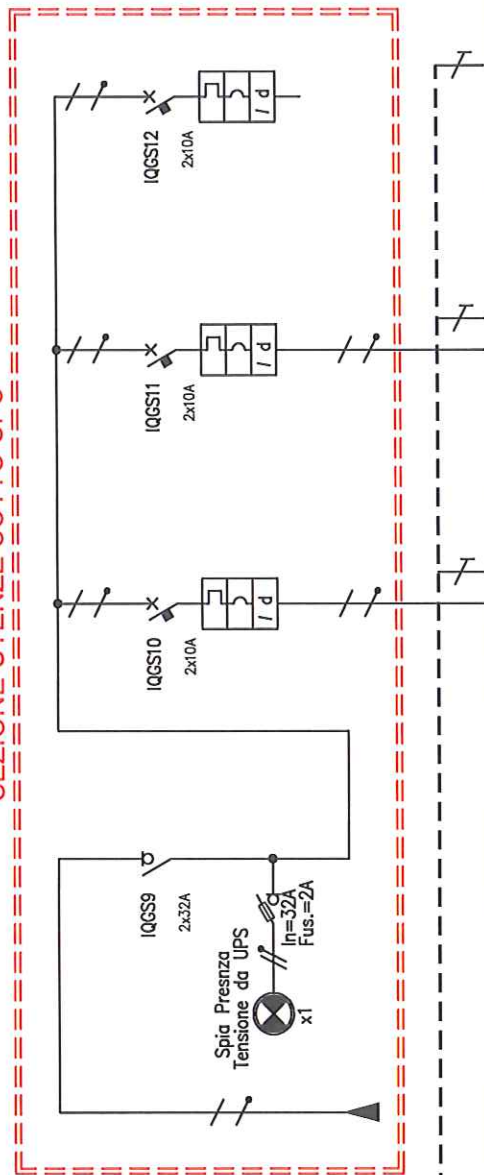 IQGS9
2x32A
Spia Presnza
Tensione da UPS
x1
In=32A
Fus.=2A
IQGS10
2x10A
I d
IQGS11
2x10A
I d
IQGS12
2x10A
I d